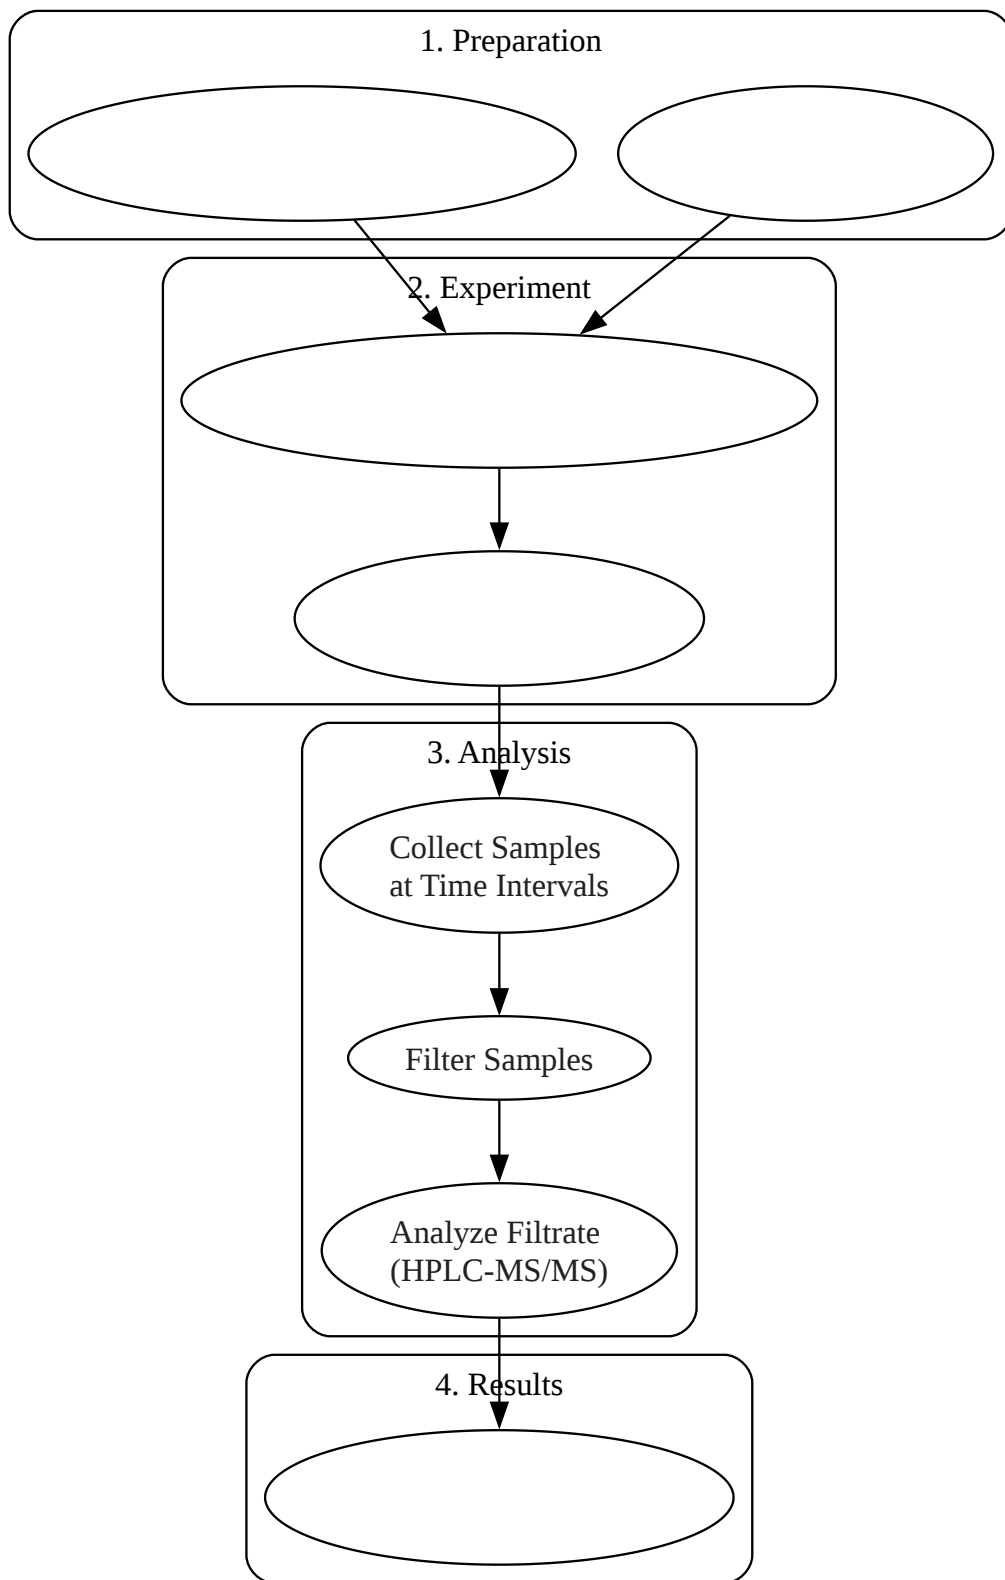 1. Preparation
2. Experiment
3. Analysis
Collect Samples
at Time Intervals
Filter Samples
Analyze Filtrate
(HPLC-MS/MS)
4. Results